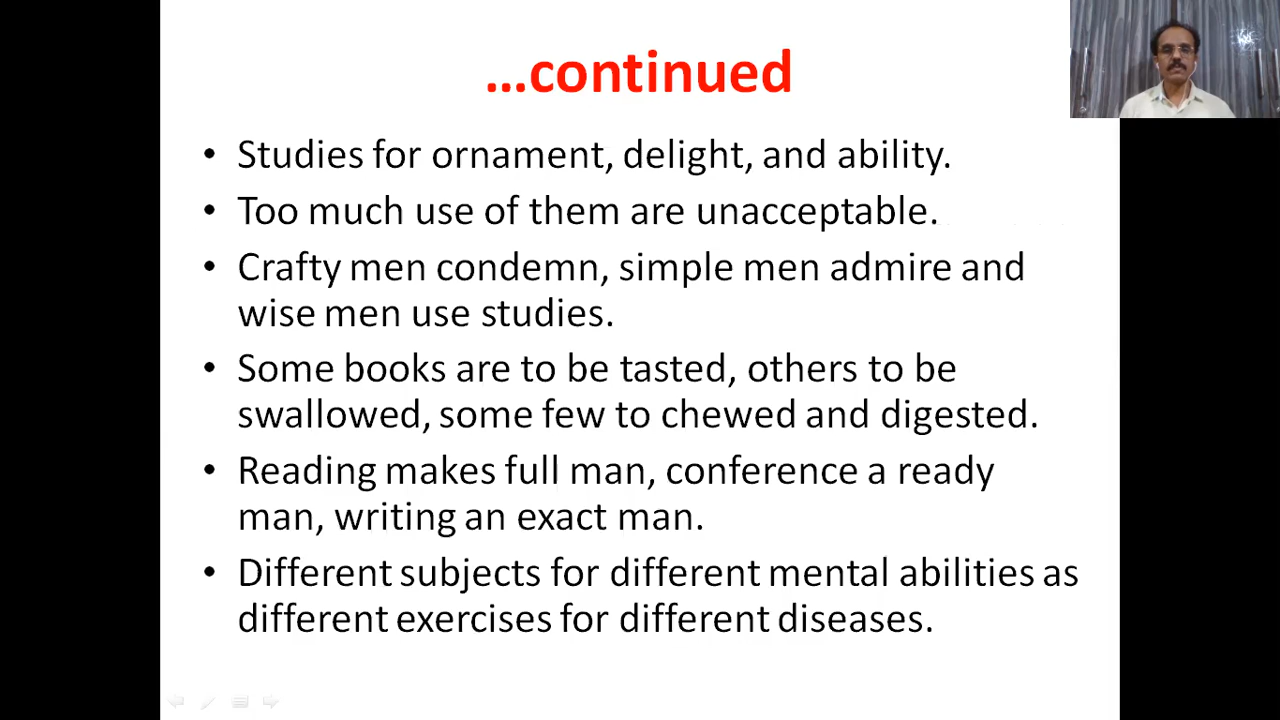 ...continued
• Studies for ornament, delight, and ability.
• Too much use of them are unacceptable.
• Crafty men condemn, simple men admire and
wise men use studies.
• Some books are to be tasted, others to be
swallowed, some few to chewed and digested.
• Reading makes full man, conference a ready
man, writing an exact man.
• Different subjects for different mental abilities as
different exercises for different diseases.